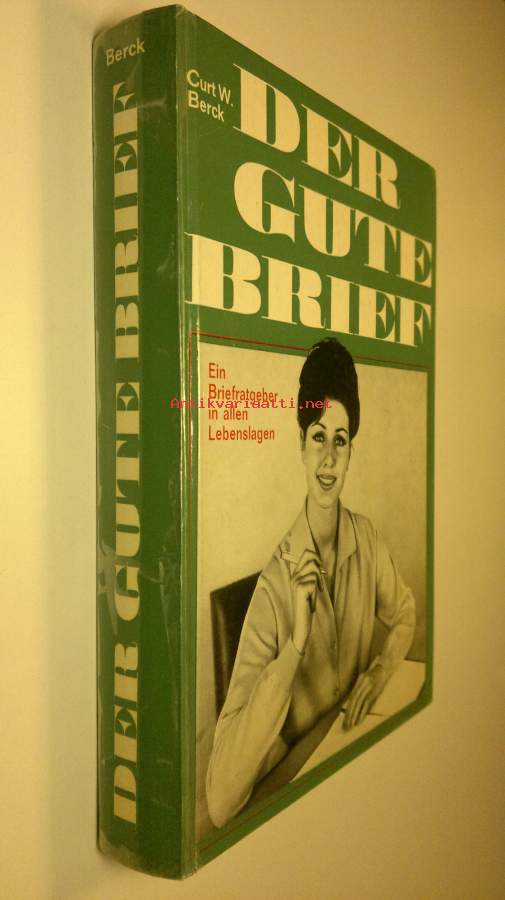 Berck
DER GUTE BRIEF
Curt W.
Berck
DER
GUTE
BRIEF
Ein
Briefratgeber
in allen
Lebenslagen
Antikvariaatti.net